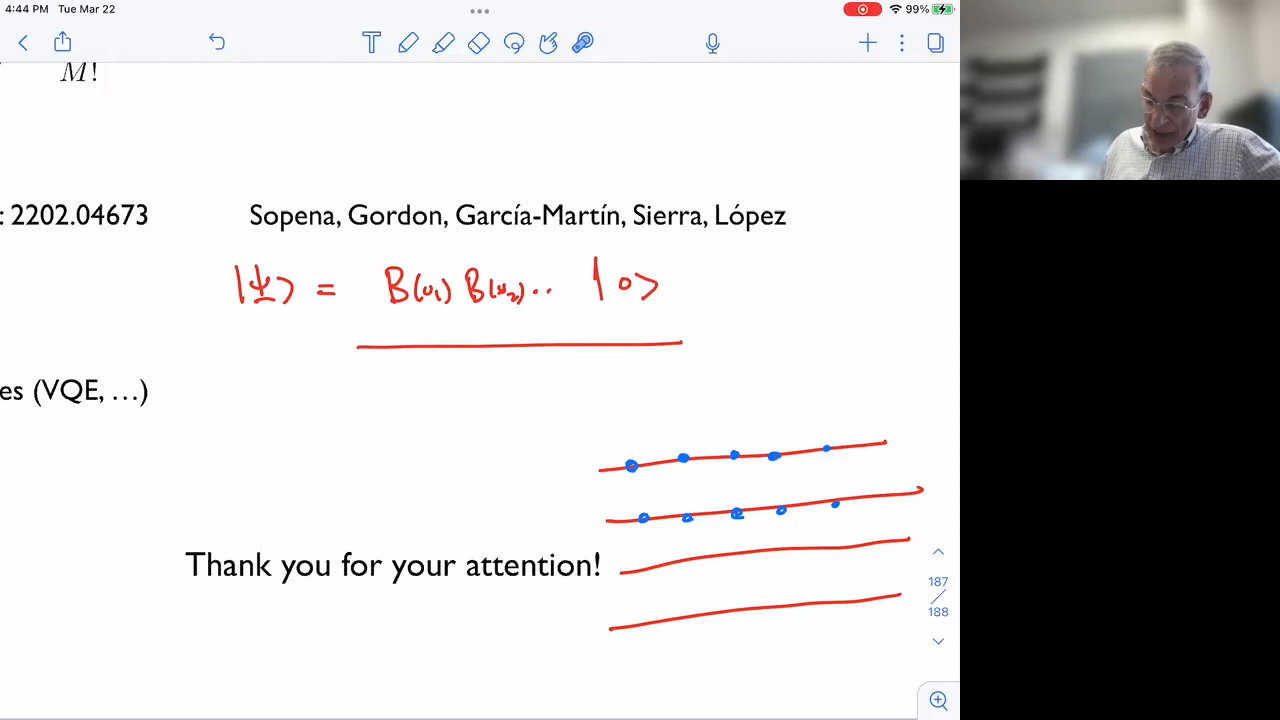 4:44 PM Tue Mar 22
99%
M!
: 2202.04673 Sopena, Gordon, García-Martín, Sierra, López
|Ψ⟩ = B(u₁) B(u₂) .. |0⟩
es (VQE, …)
Thank you for your attention!
187
188